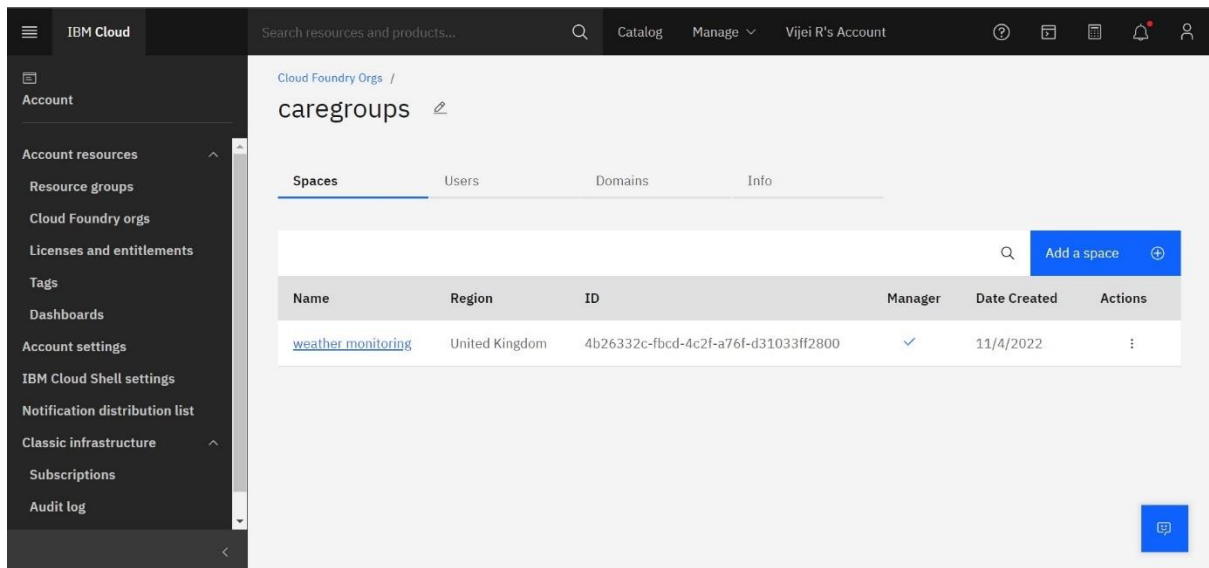 IBM Cloud
Search resources and products...
Catalog
Manage
Vijei R's Account
Account
Account resources
Resource groups
Cloud Foundry orgs
Licenses and entitlements
Tags
Dashboards
Account settings
IBM Cloud Shell settings
Notification distribution list
Classic infrastructure
Subscriptions
Audit log
Cloud Foundry Orgs /
caregroups
Spaces Users Domains Info
Add a space
Name Region ID Manager Date Created Actions
weather monitoring United Kingdom 4b26332c-fbcd-4c2f-a76f-d31033ff2800 11/4/2022